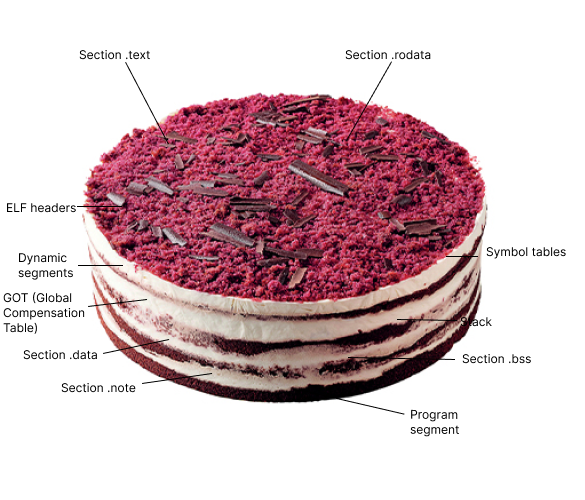 Section .text
Section .rodata
ELF headers
Dynamic
segments
Symbol tables
GOT (Global
Compensation
Table)
Stack
Section .data
Section .bss
Section .note
Program
segment